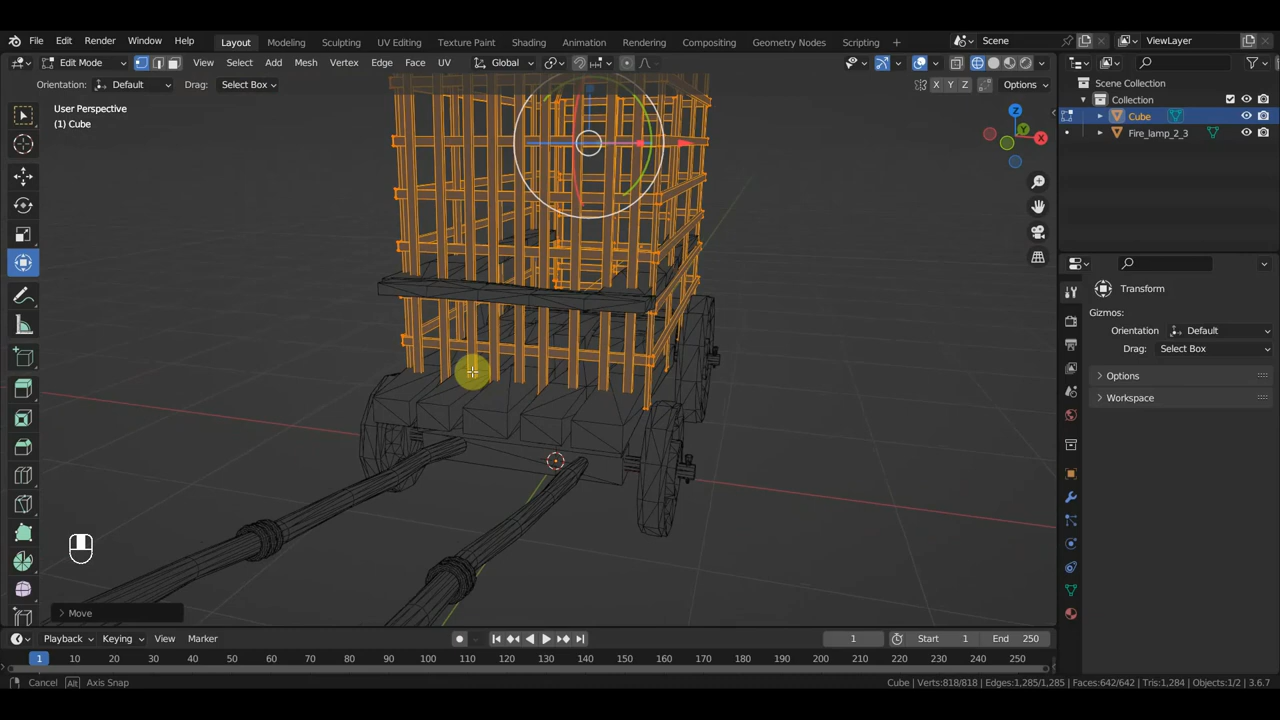 File Edit Render Window Help Layout Modeling Sculpting UV Editing Texture Paint Shading Animation Rendering Compositing Geometry Nodes Scripting + Scene ViewLayer
Edit Mode View Select Add Mesh Vertex Edge Face UV Global
Orientation: Default Drag: Select Box X Y Z Options
User Perspective
(1) Cube
Z
Y
X
Scene Collection
Collection
Cube
Fire_lamp_2_3
Transform
Gizmos:
Orientation Default
Drag: Select Box
Options
Workspace
Move
Playback Keying View Marker 1 Start 1 End 250
1 10 20 30 40 50 60 70 80 90 100 110 120 130 140 150 160 170 180 190 200 210 220 230 240 250
Cancel Alt Axis Snap Cube | Verts:818/818 | Edges:1,285/1,285 | Faces:642/642 | Tris:1,284 | Objects:1/2 | 3.6.7